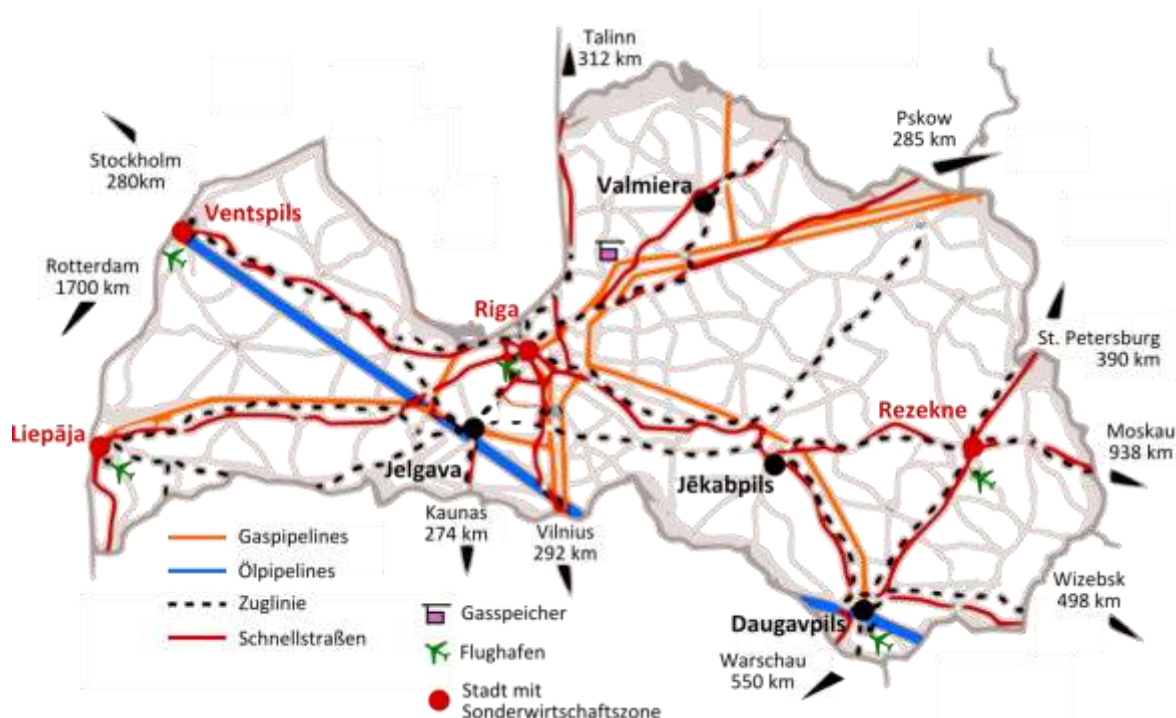 Talinn
312 km
Pskow
285 km
Stockholm
280km
Valmiera
Ventspils
Rotterdam
1700 km
Riga
St. Petersburg
390 km
Rezekne
Liepāja
Moskau
938 km
Jelgava
Jēkabpils
Kaunas
274 km
Vilnius
292 km
Gaspipelines
Ölpipelines
Zuglinie
Schnellstraßen
Gasspeicher
Flughafen
Stadt mit
Sonderwirtschaftszone
Wizebsk
498 km
Daugavpils
Warschau
550 km